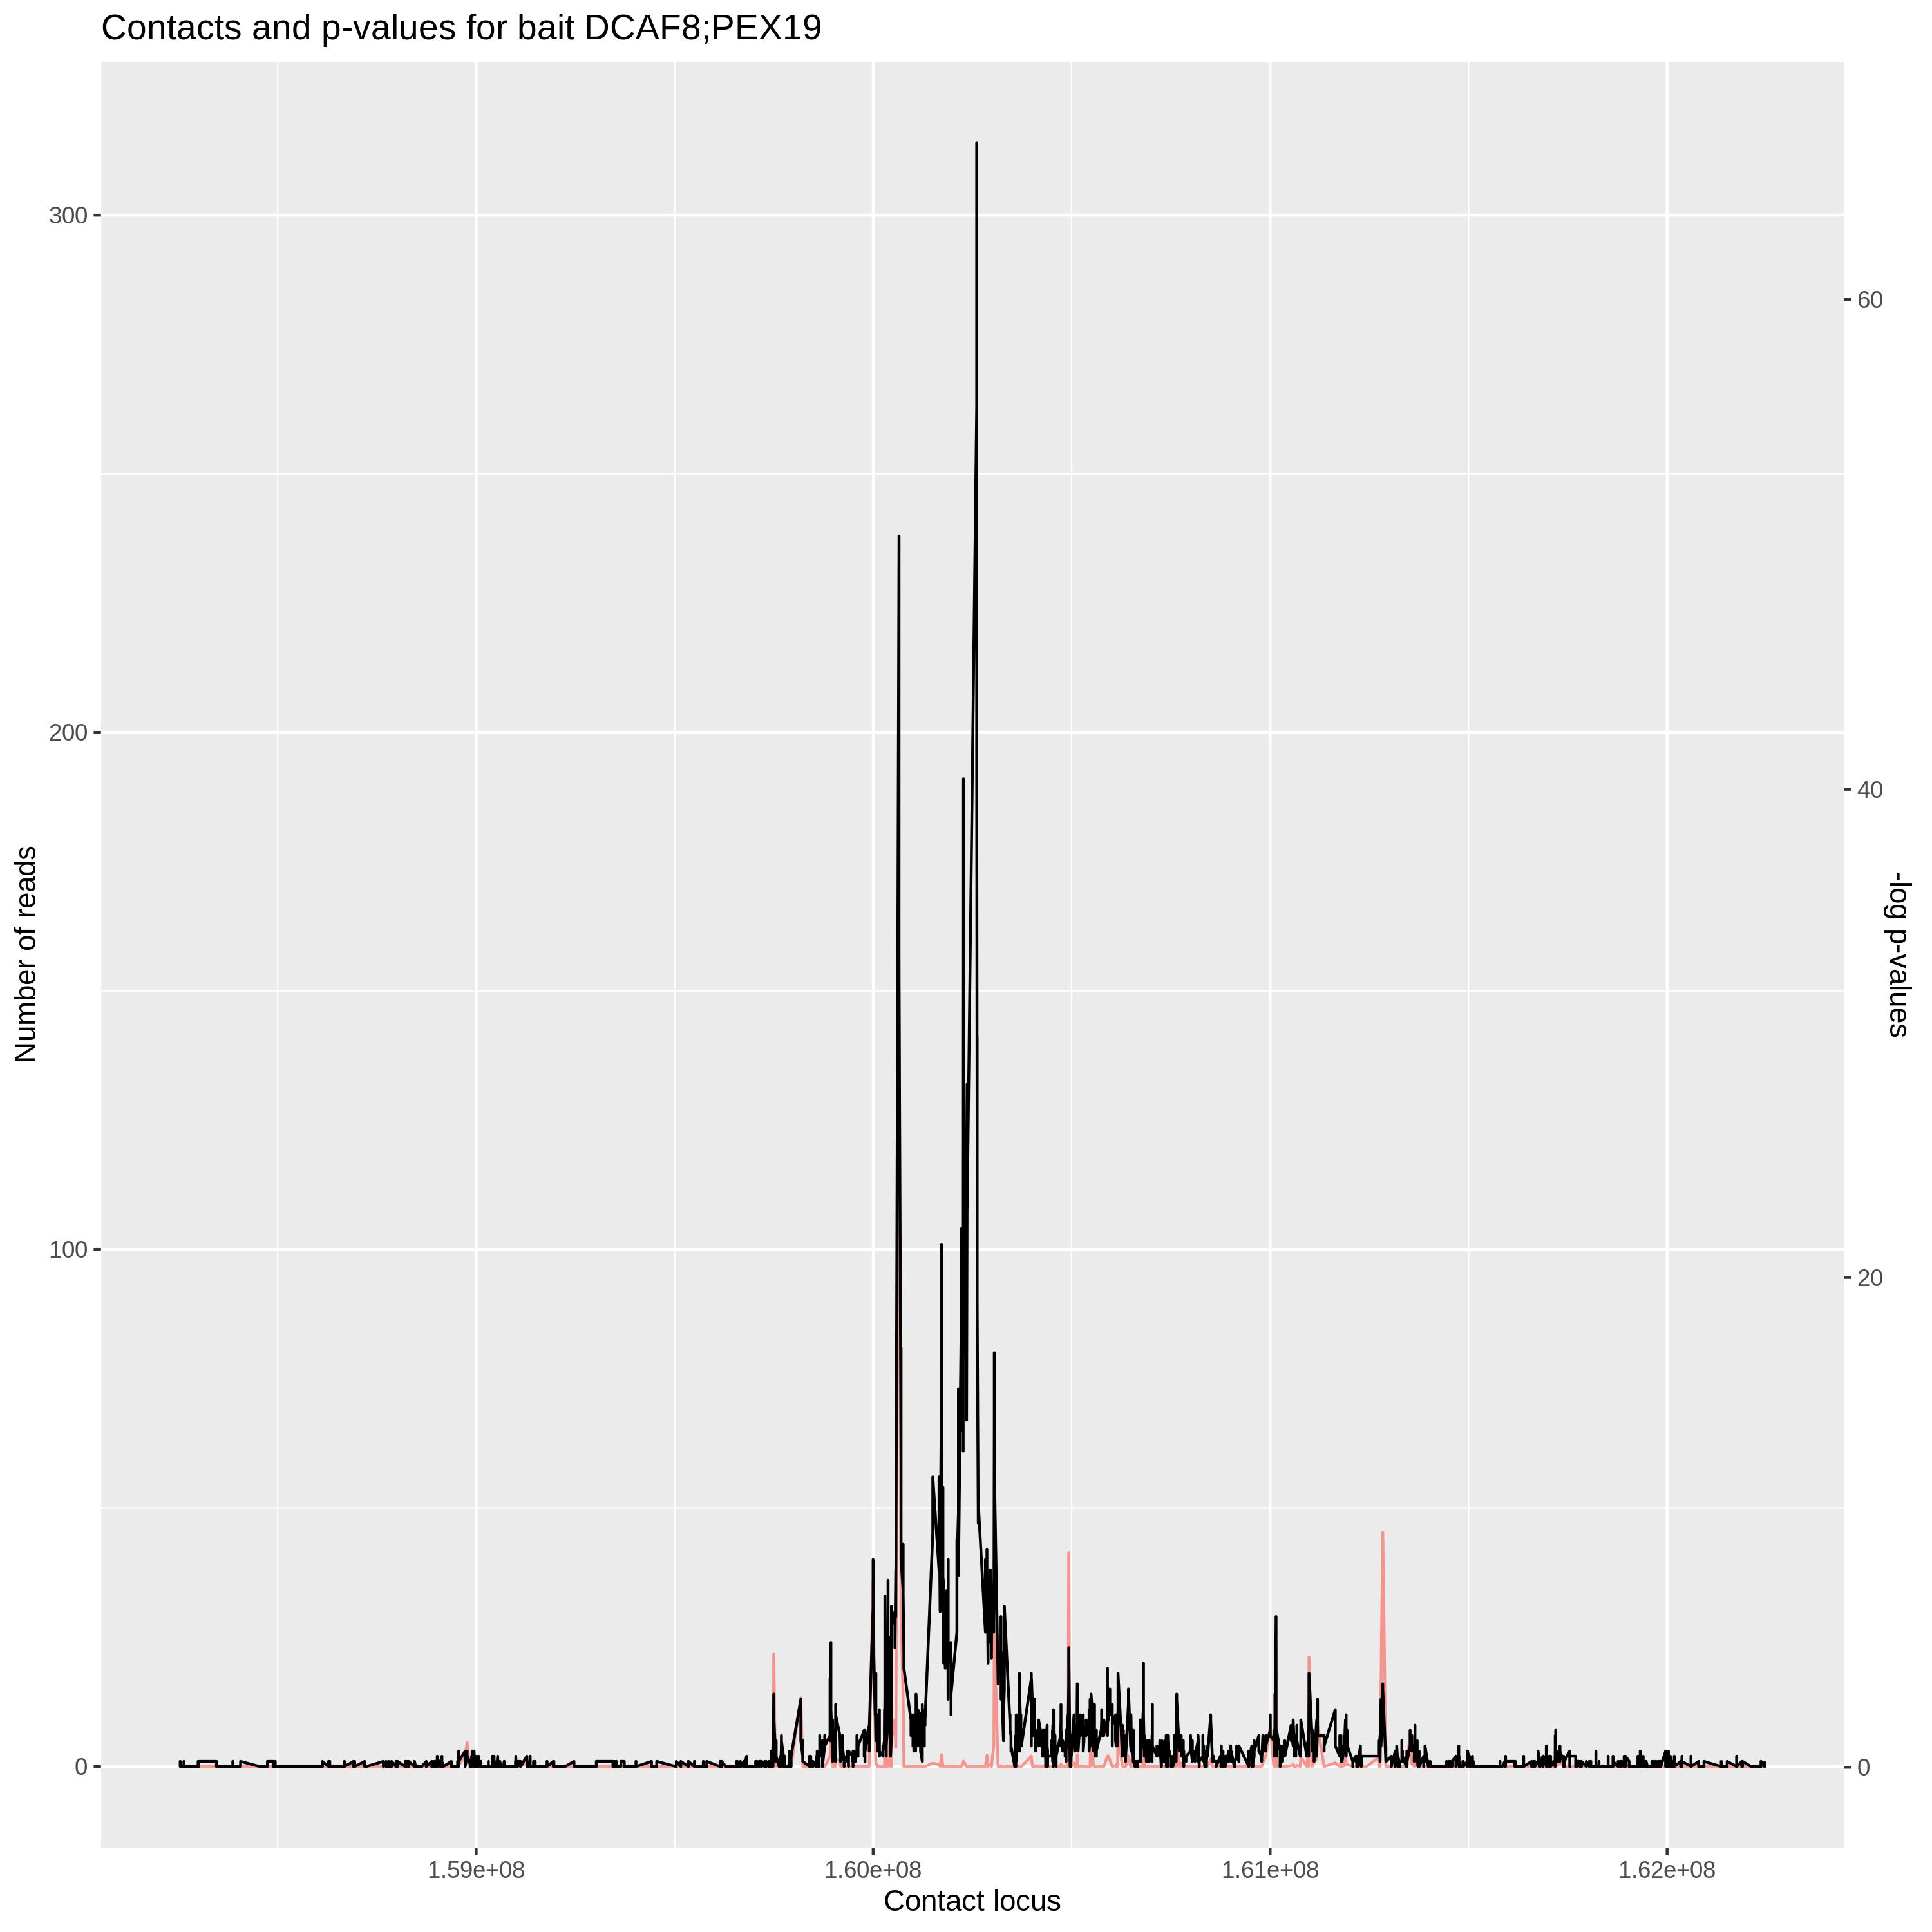 Contacts and p-values for bait DCAF8;PEX19
300
200
100
0
Number of reads
60
40
20
0
-log p-values
1.59e+08
1.60e+08
1.61e+08
1.62e+08
Contact locus